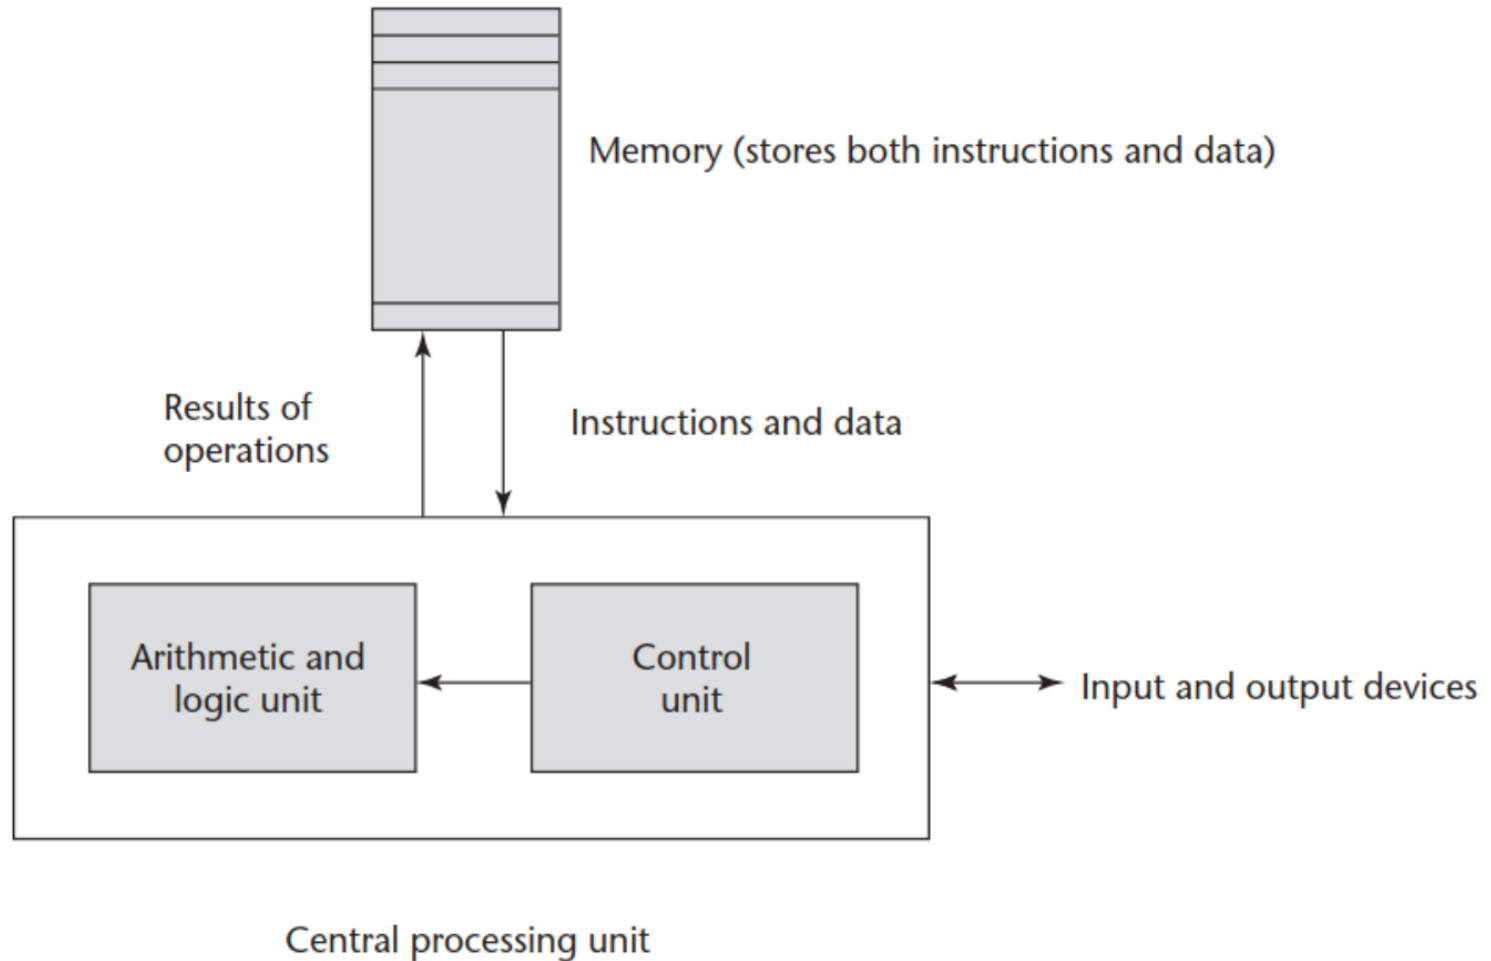 Memory (stores both instructions and data)
Results of
operations
Instructions and data
Arithmetic and
logic unit
Control
unit
Input and output devices
Central processing unit